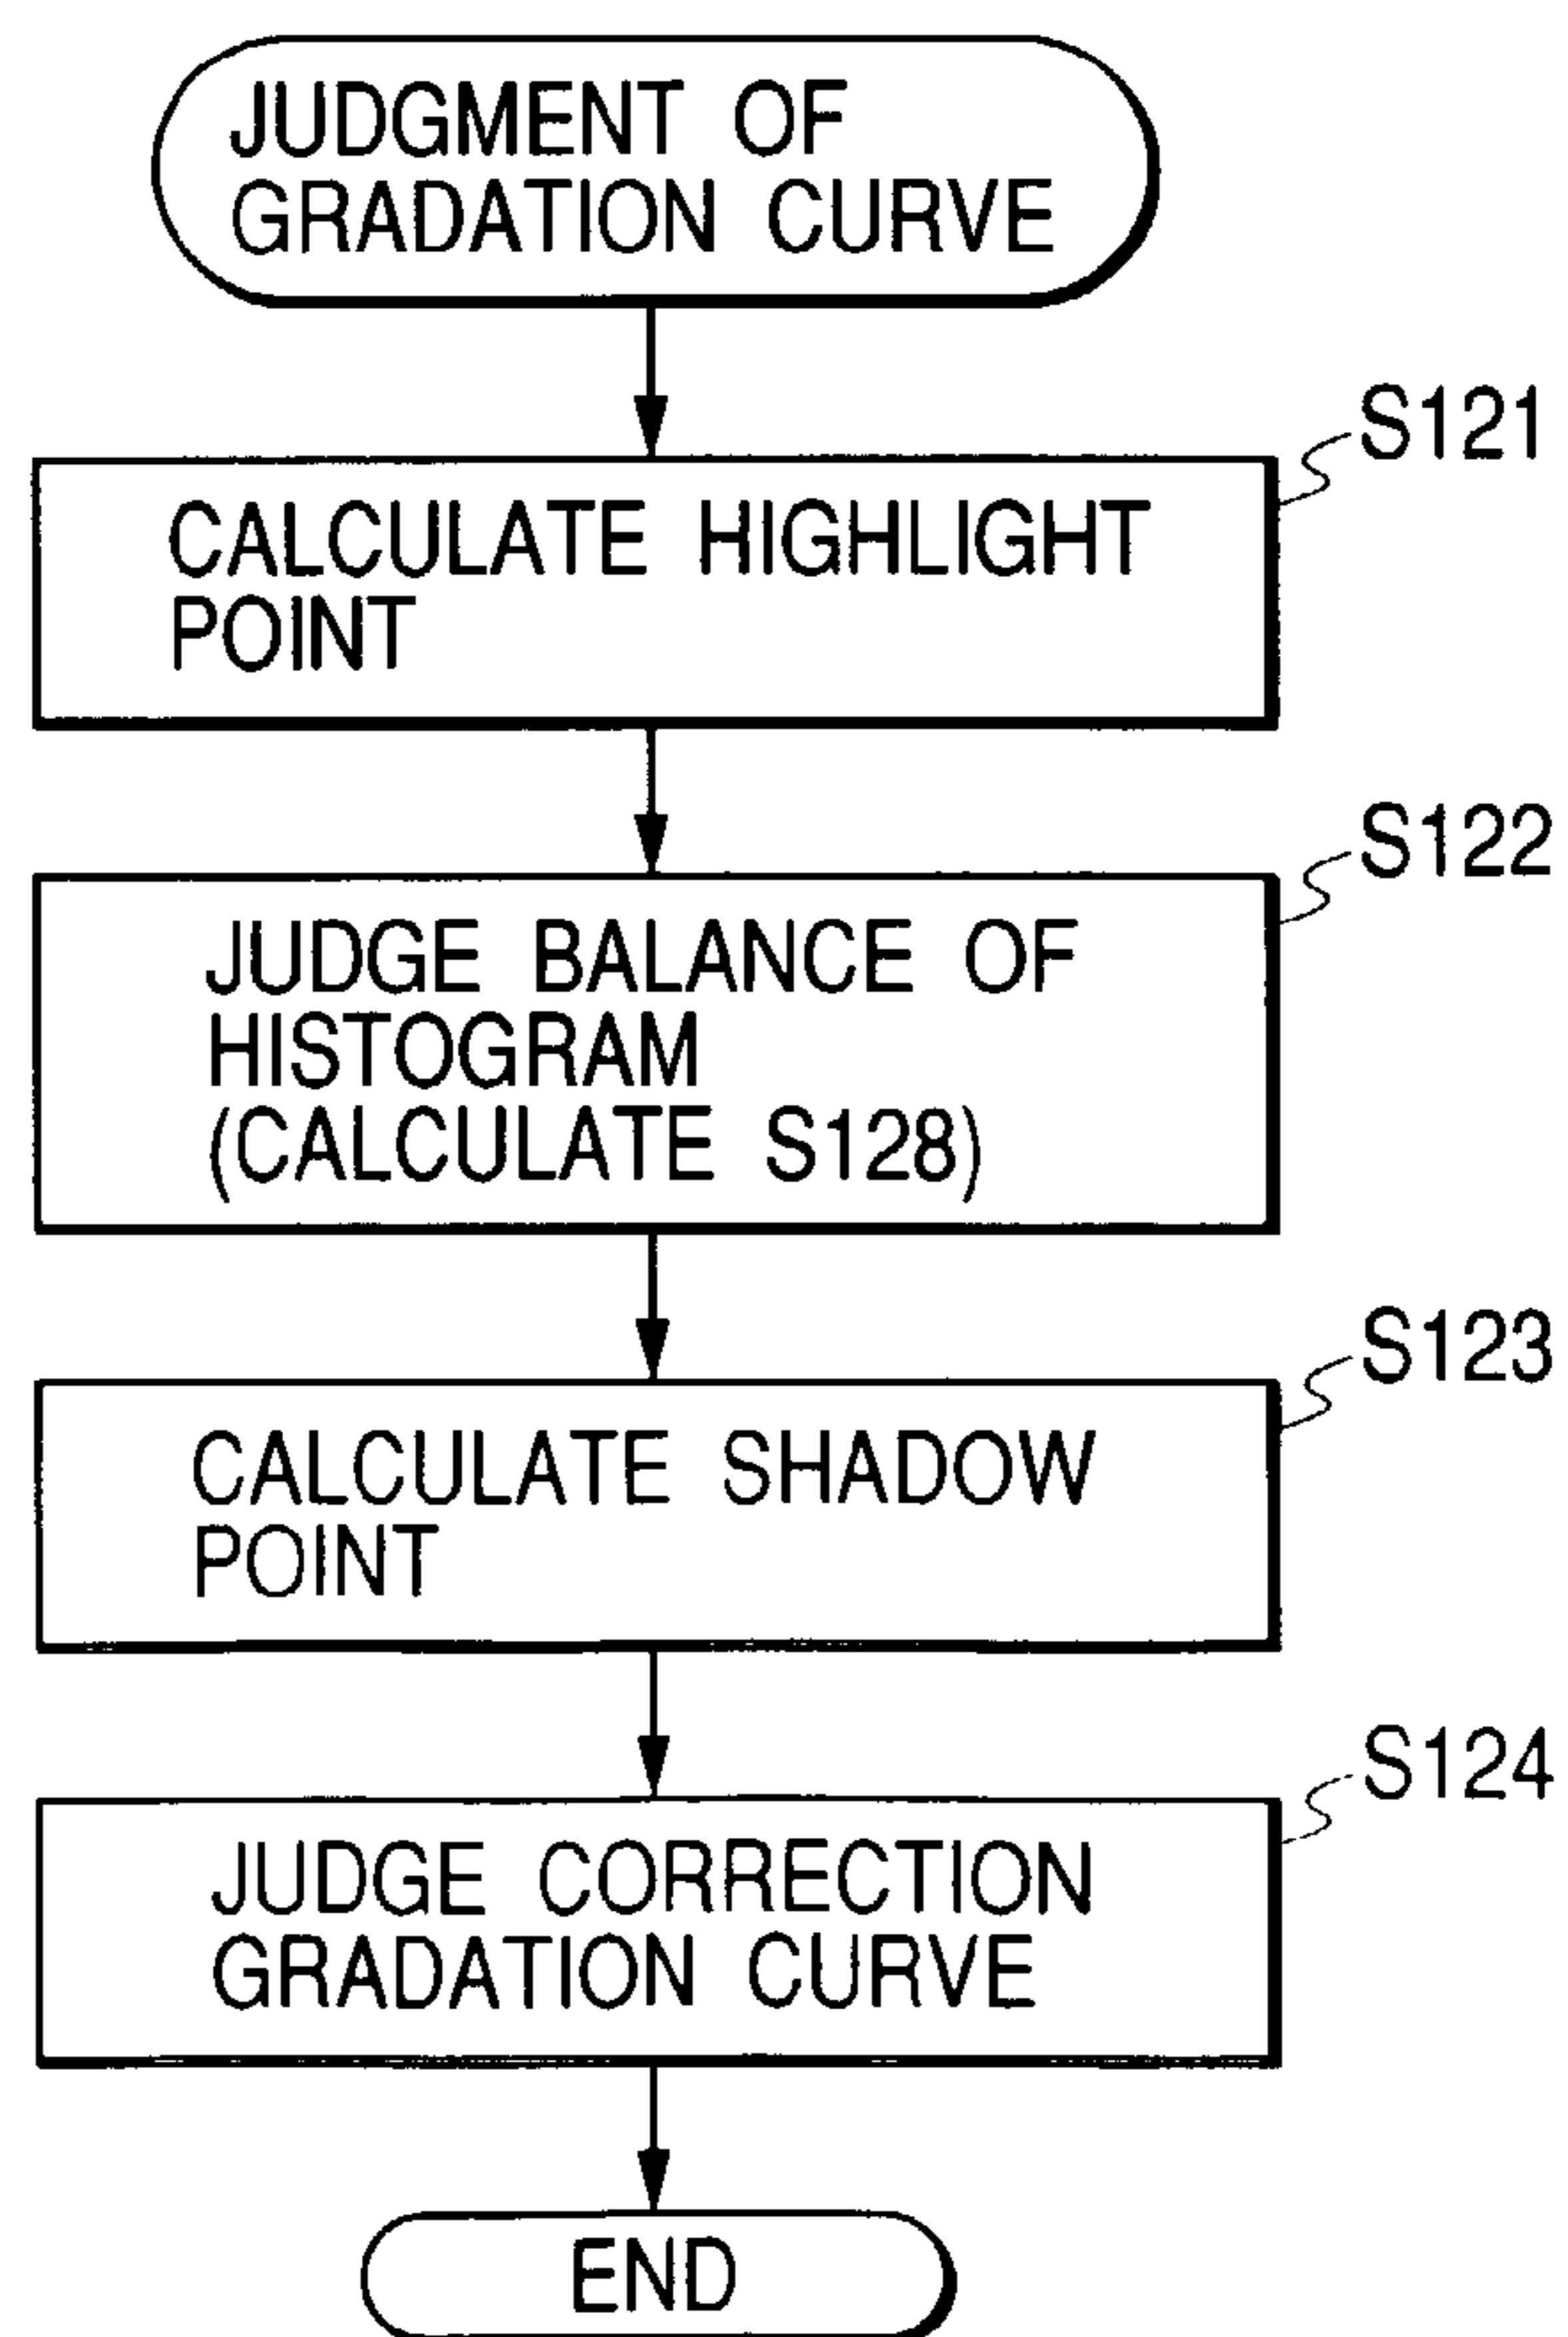 JUDGMENT OF
GRADATION CURVE
S121
CALCULATE HIGHLIGHT
POINT
S122
JUDGE BALANCE OF
HISTOGRAM
(CALCULATE S128)
S123
CALCULATE SHADOW
POINT
S124
JUDGE CORRECTION
GRADATION CURVE
END